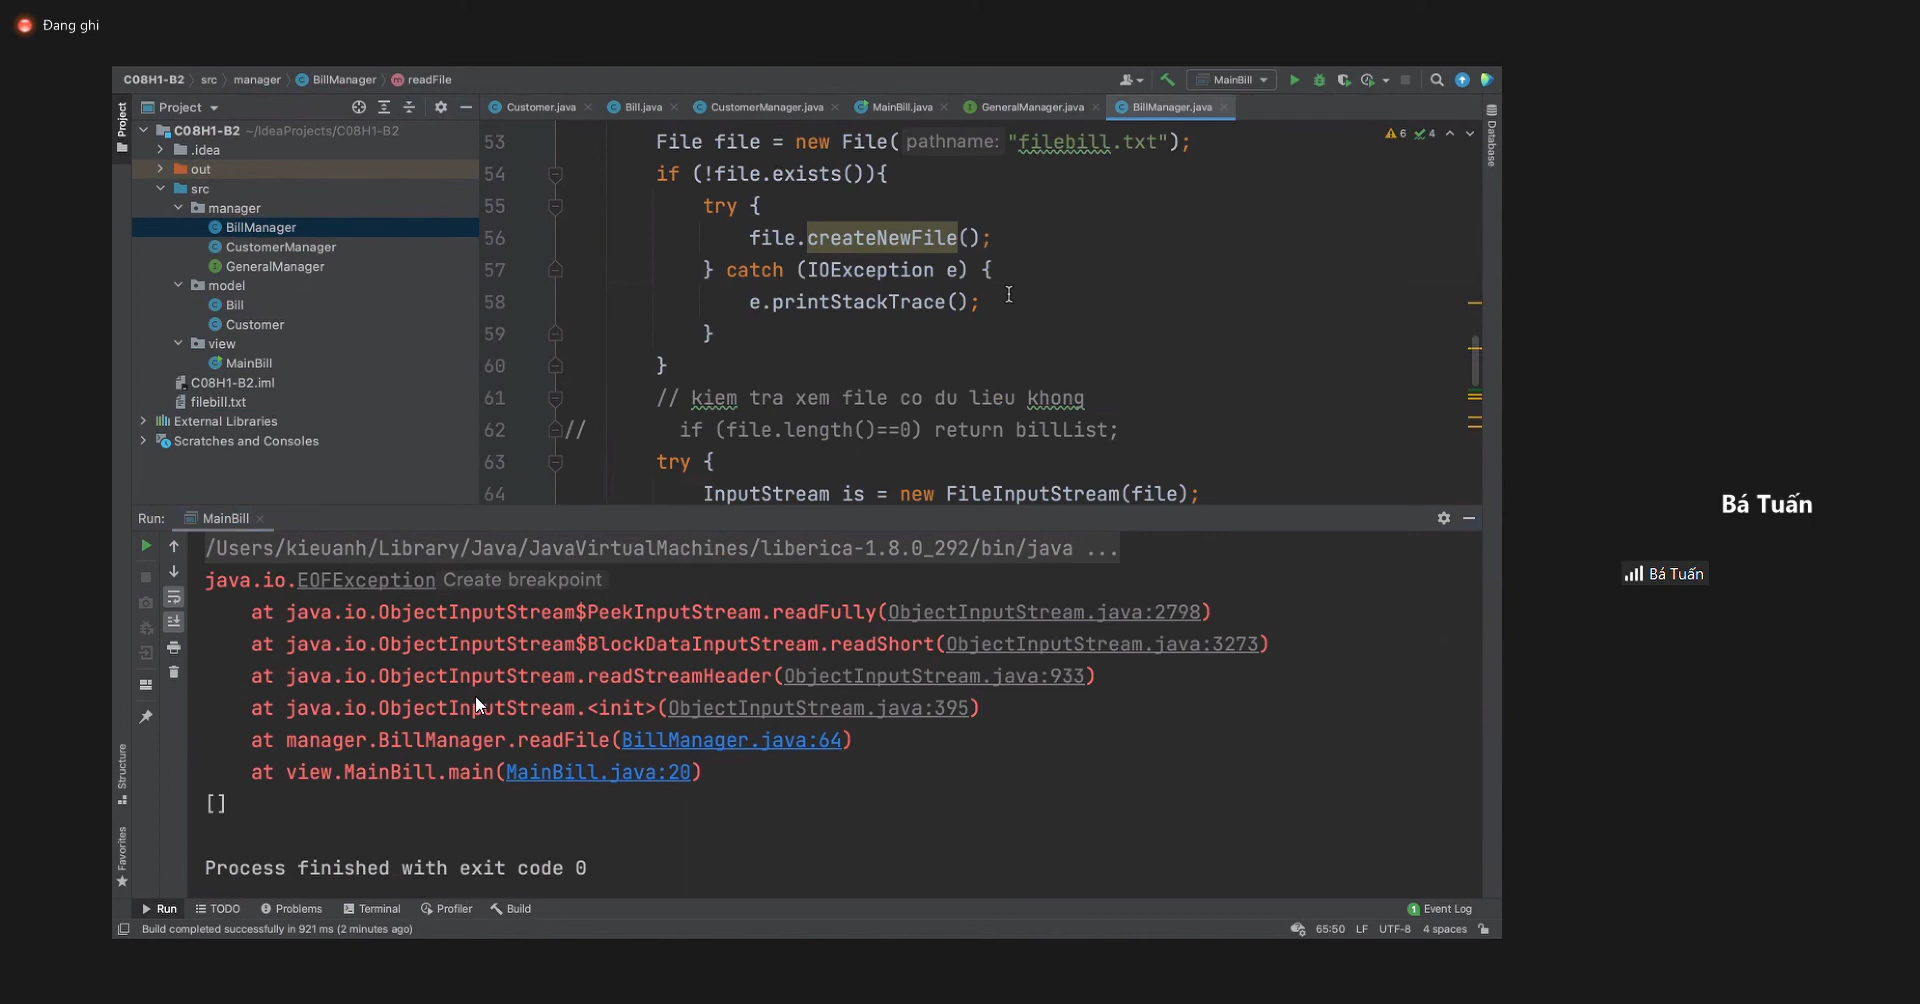 Đang ghi
C08H1-B2 src manager BillManager readFile
MainBill
Project
Customer.java
Bill.java
CustomerManager.java
MainBill.java
GeneralManager.java
BillManager.java
Project
Database
C08H1-B2 ~/IdeaProjects/C08H1-B2
.idea
out
src
manager
BillManager
CustomerManager
GeneralManager
model
Bill
Customer
view
MainBill
C08H1-B2.iml
filebill.txt
External Libraries
Scratches and Consoles
6 4
53 File file = new File( pathname: "filebill.txt");
54 if (!file.exists()){
55 try {
56 file.createNewFile();
57 } catch (IOException e) {
58 e.printStackTrace();
59 }
60 }
61 // kiem tra xem file co du lieu khong
62 // if (file.length()==0) return billList;
63 try {
64 InputStream is = new FileInputStream(file);
Run: MainBill
/Users/kieuanh/Library/Java/JavaVirtualMachines/liberica-1.8.0_292/bin/java ...
java.io.EOFException Create breakpoint
at java.io.ObjectInputStream$PeekInputStream.readFully(ObjectInputStream.java:2798)
at java.io.ObjectInputStream$BlockDataInputStream.readShort(ObjectInputStream.java:3273)
at java.io.ObjectInputStream.readStreamHeader(ObjectInputStream.java:933)
at java.io.ObjectInputStream.<init>(ObjectInputStream.java:395)
at manager.BillManager.readFile(BillManager.java:64)
at view.MainBill.main(MainBill.java:20)
[]
Process finished with exit code 0
Structure
Favorites
Run
TODO
Problems
Terminal
Profiler
Build
1 Event Log
Build completed successfully in 921 ms (2 minutes ago)
65:50 LF UTF-8 4 spaces
Bá Tuấn
Bá Tuấn